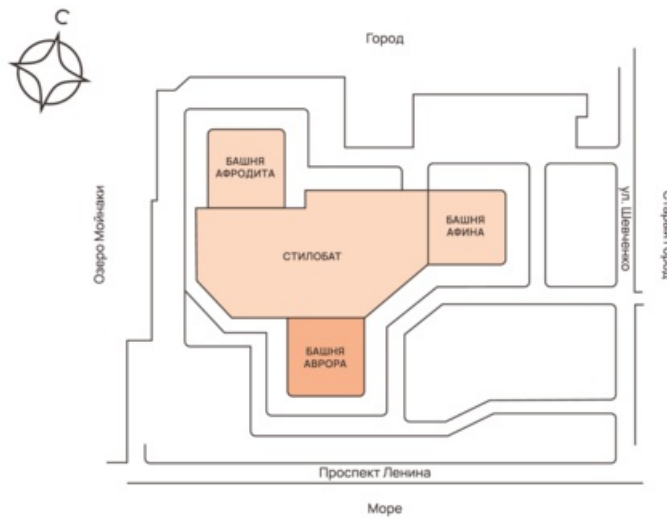 С
Город
БАШНЯ
АФРОДИТА
Озеро Мойнаки
СТИЛОБАТ
БАШНЯ
АФИНА
ул. Шевченко
БАШНЯ
АВРОРА
Проспект Ленина
Море